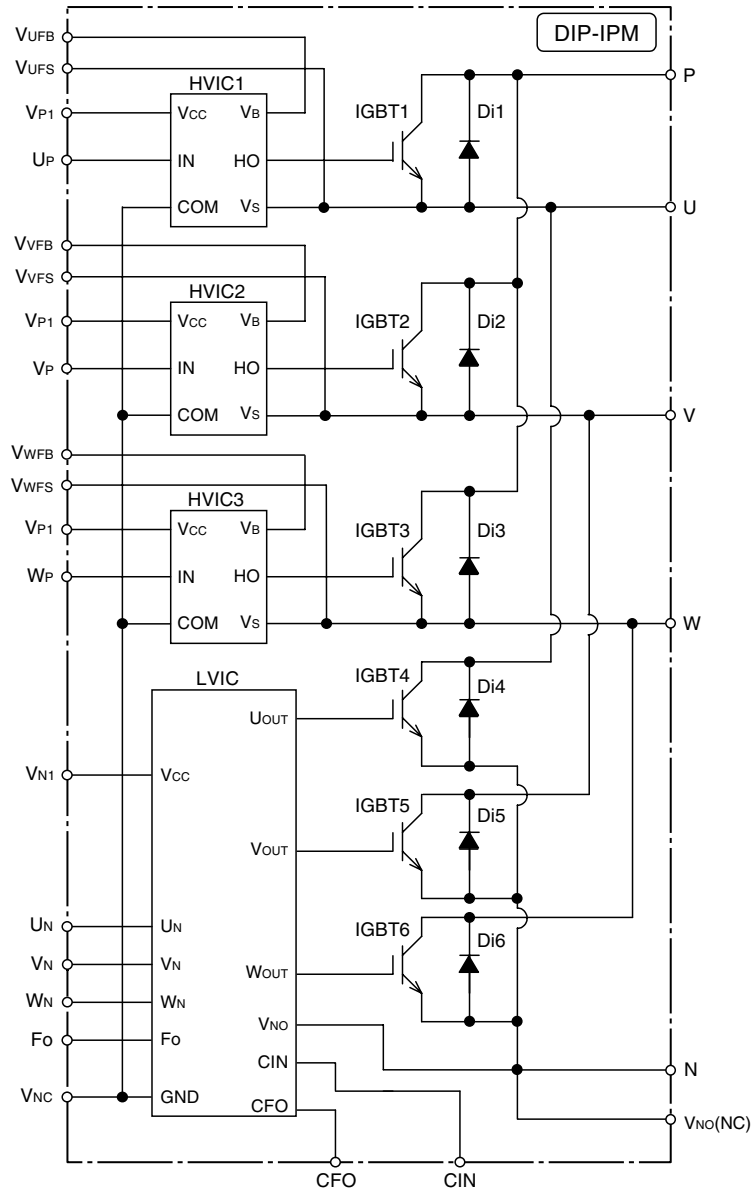 DIP-IPM
VUFB
VUFS
HVIC1
VP1
VCC
VB
IGBT1
Di1
P
UP
IN
HO
COM
VS
U
VVFB
VVFS
HVIC2
VP1
VCC
VB
IGBT2
Di2
VP
IN
HO
COM
VS
V
VWFB
VWFS
HVIC3
VP1
VCC
VB
IGBT3
Di3
WP
IN
HO
COM
VS
W
LVIC
IGBT4
Di4
UOUT
VN1
VCC
IGBT5
Di5
VOUT
IGBT6
Di6
UN
UN
VN
VN
WOUT
WN
WN
VNO
Fo
Fo
CIN
N
VNC
GND
CFO
VNO(NC)
CFO
CIN